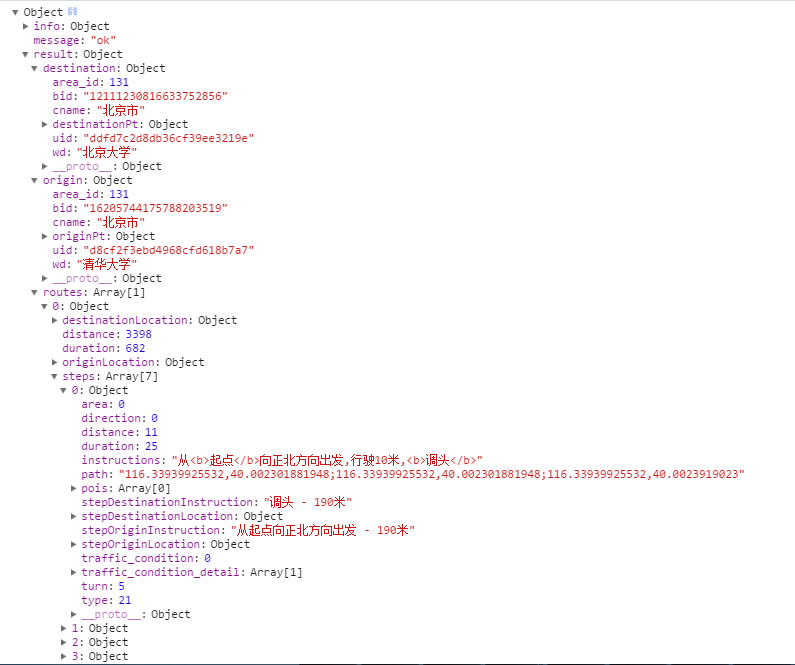 Object
info: Object
message: "ok"
result: Object
destination: Object
area_id: 131
bid: "12111230816633752856"
cname: "北京市"
destinationPt: Object
uid: "ddfd7c2d8db36cf39ee3219e"
wd: "北京大学"
__proto__: Object
origin: Object
area_id: 131
bid: "16205744175788203519"
cname: "北京市"
originPt: Object
uid: "d8cf2f3ebd4968cfd618b7a7"
wd: "清华大学"
__proto__: Object
routes: Array[1]
0: Object
destinationLocation: Object
distance: 3398
duration: 682
originLocation: Object
steps: Array[7]
0: Object
area: 0
direction: 0
distance: 11
duration: 25
instructions: "从<b>起点</b>向正北方向出发,行驶10米,<b>调头</b>"
path: "116.33939925532,40.002301881948;116.33939925532,40.002301881948;116.33939925532,40.0023919023"
pois: Array[0]
stepDestinationInstruction: "调头 - 190米"
stepDestinationLocation: Object
stepOriginInstruction: "从起点向正北方向出发 - 190米"
stepOriginLocation: Object
traffic_condition: 0
traffic_condition_detail: Array[1]
turn: 5
type: 21
__proto__: Object
1: Object
2: Object
3: Object